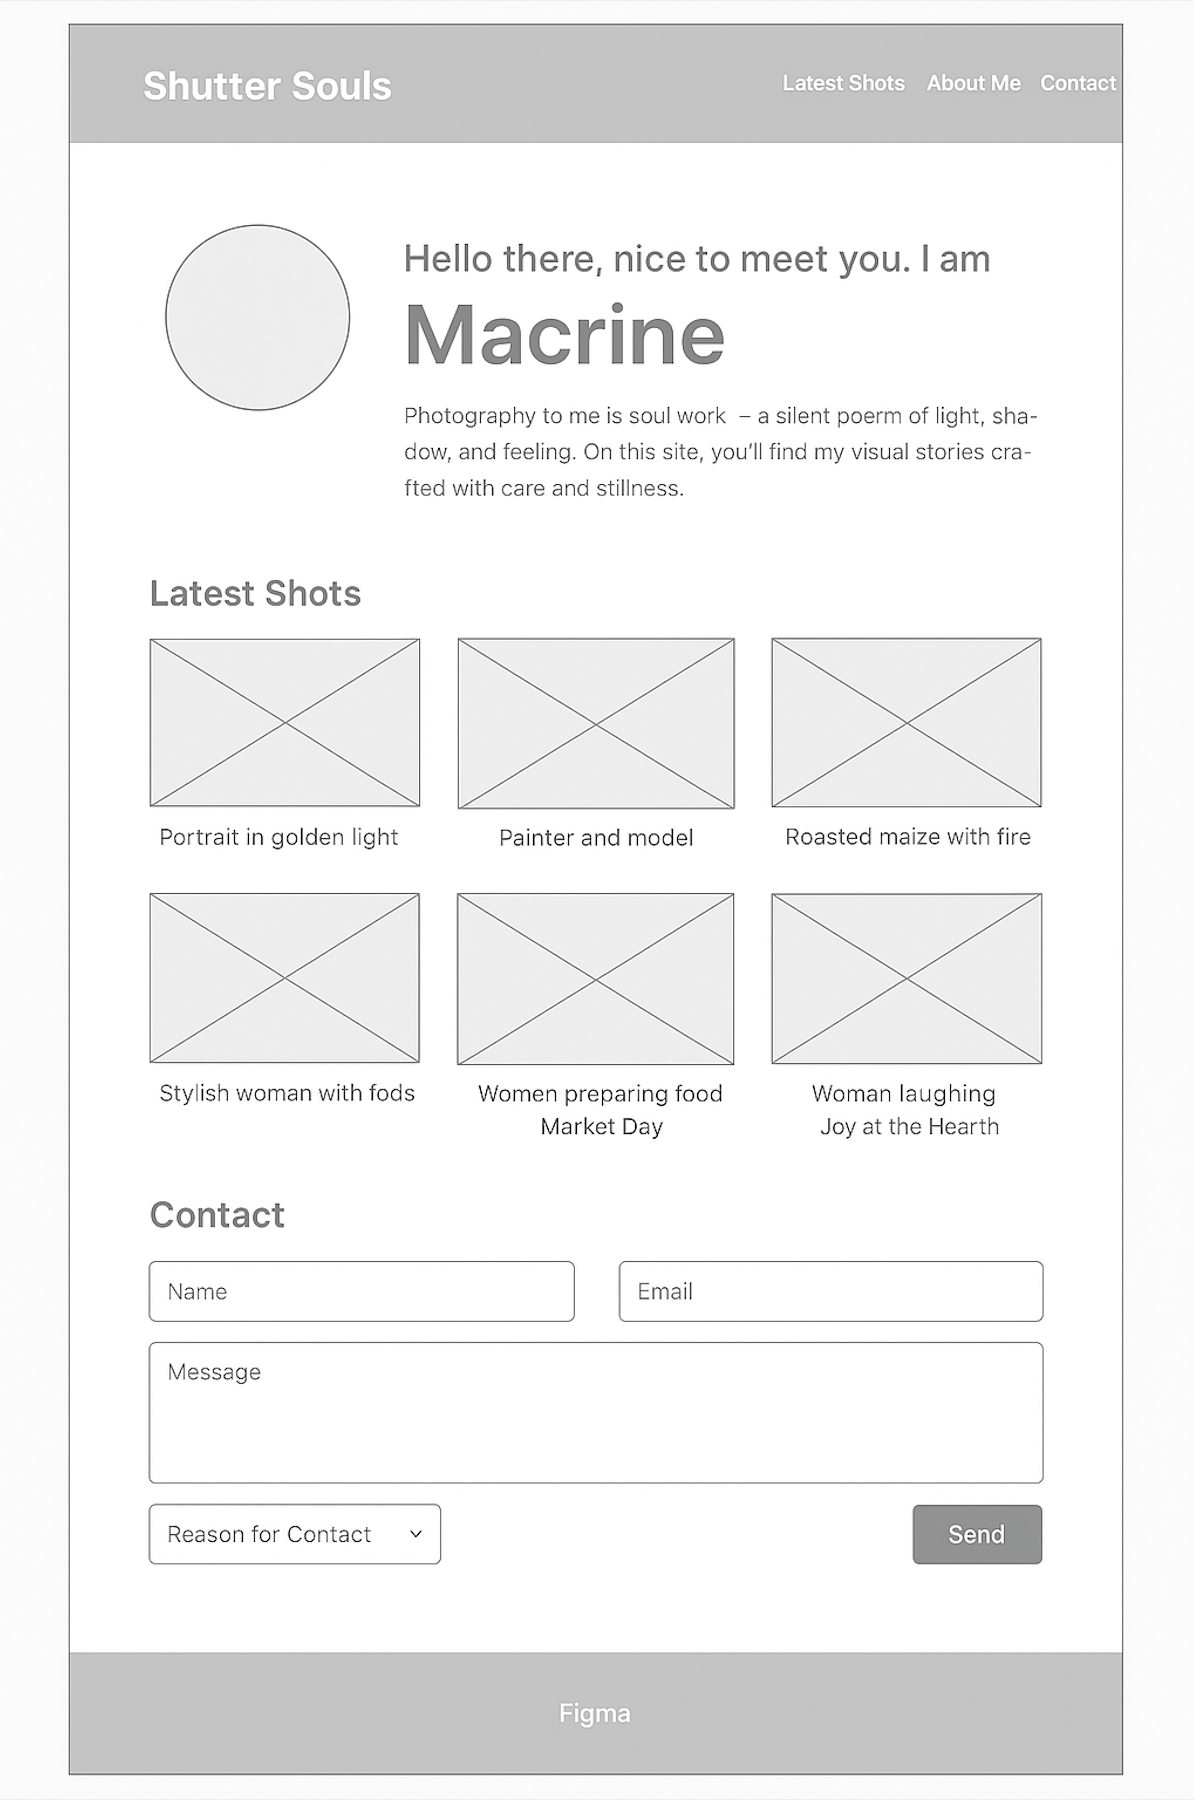 Shutter Souls
Latest Shots About Me Contact
Hello there, nice to meet you. I am
Macrine
Photography to me is soul work – a silent poerm of light, sha-
dow, and feeling. On this site, you’ll find my visual stories cra-
fted with care and stillness.
Latest Shots
Portrait in golden light
Painter and model
Roasted maize with fire
Stylish woman with fods
Women preparing food
Market Day
Woman laughing
Joy at the Hearth
Contact
Name
Email
Message
Reason for Contact
Send
Figma